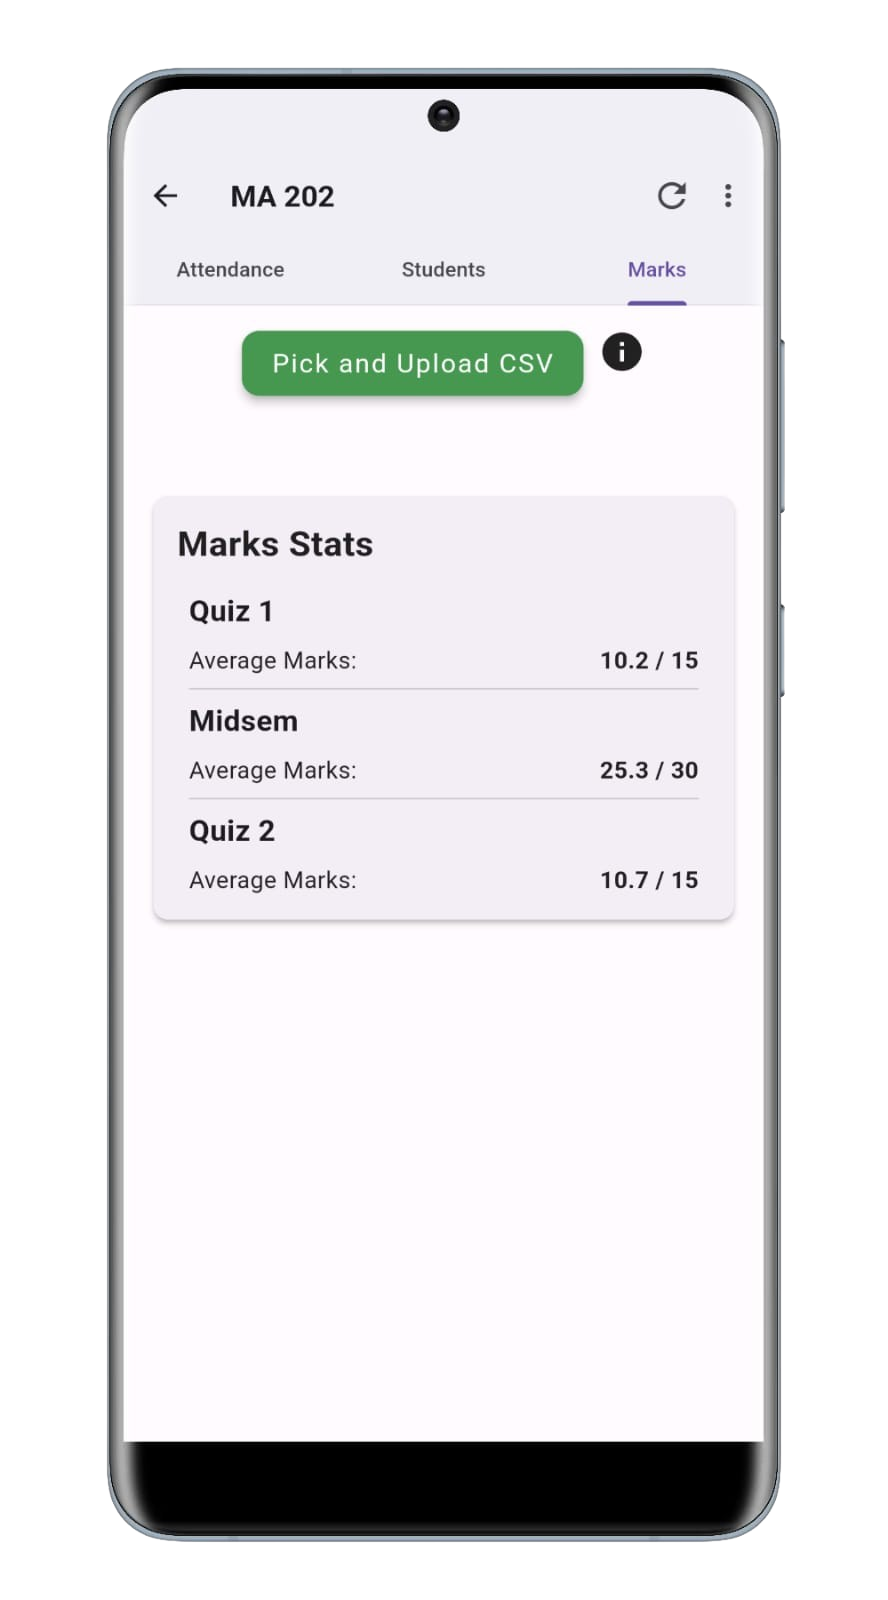 MA 202
Attendance Students Marks
Pick and Upload CSV
Marks Stats
Quiz 1
Average Marks: 10.2 / 15
Midsem
Average Marks: 25.3 / 30
Quiz 2
Average Marks: 10.7 / 15